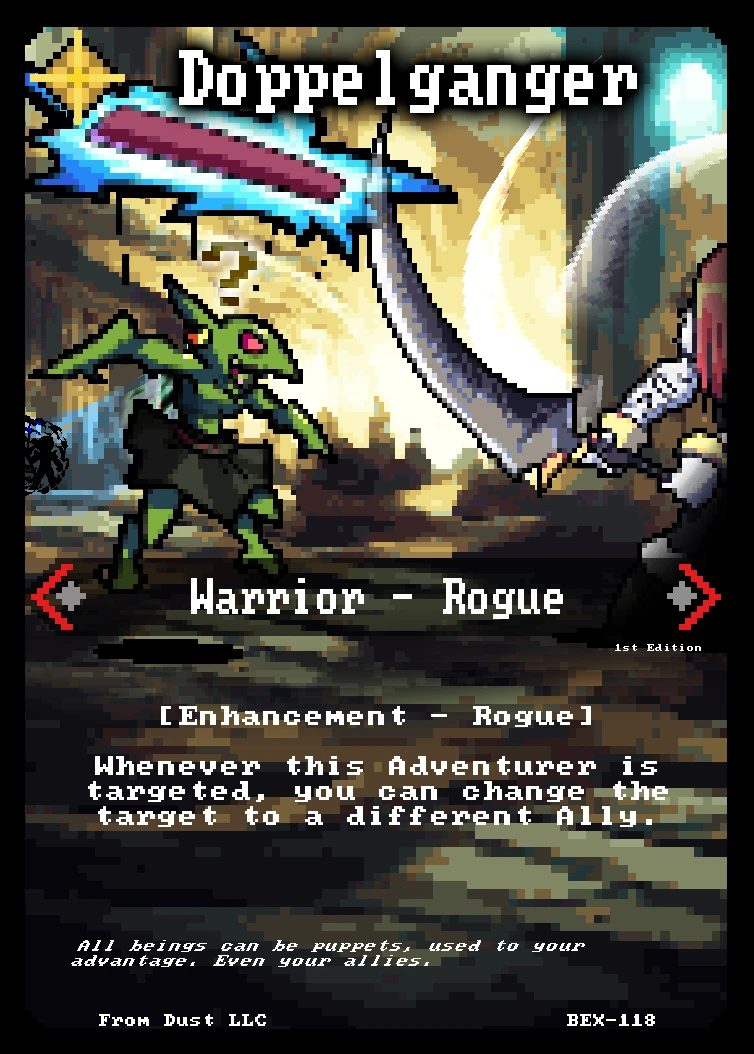 Doppelganger
?
Warrior - Rogue
1st Edition
[Enhancement - Rogue]
Whenever this Adventurer is
targeted, you can change the
target to a different Ally.
All beings can be puppets, used to your
advantage. Even your allies.
From Dust LLC
BEX-118